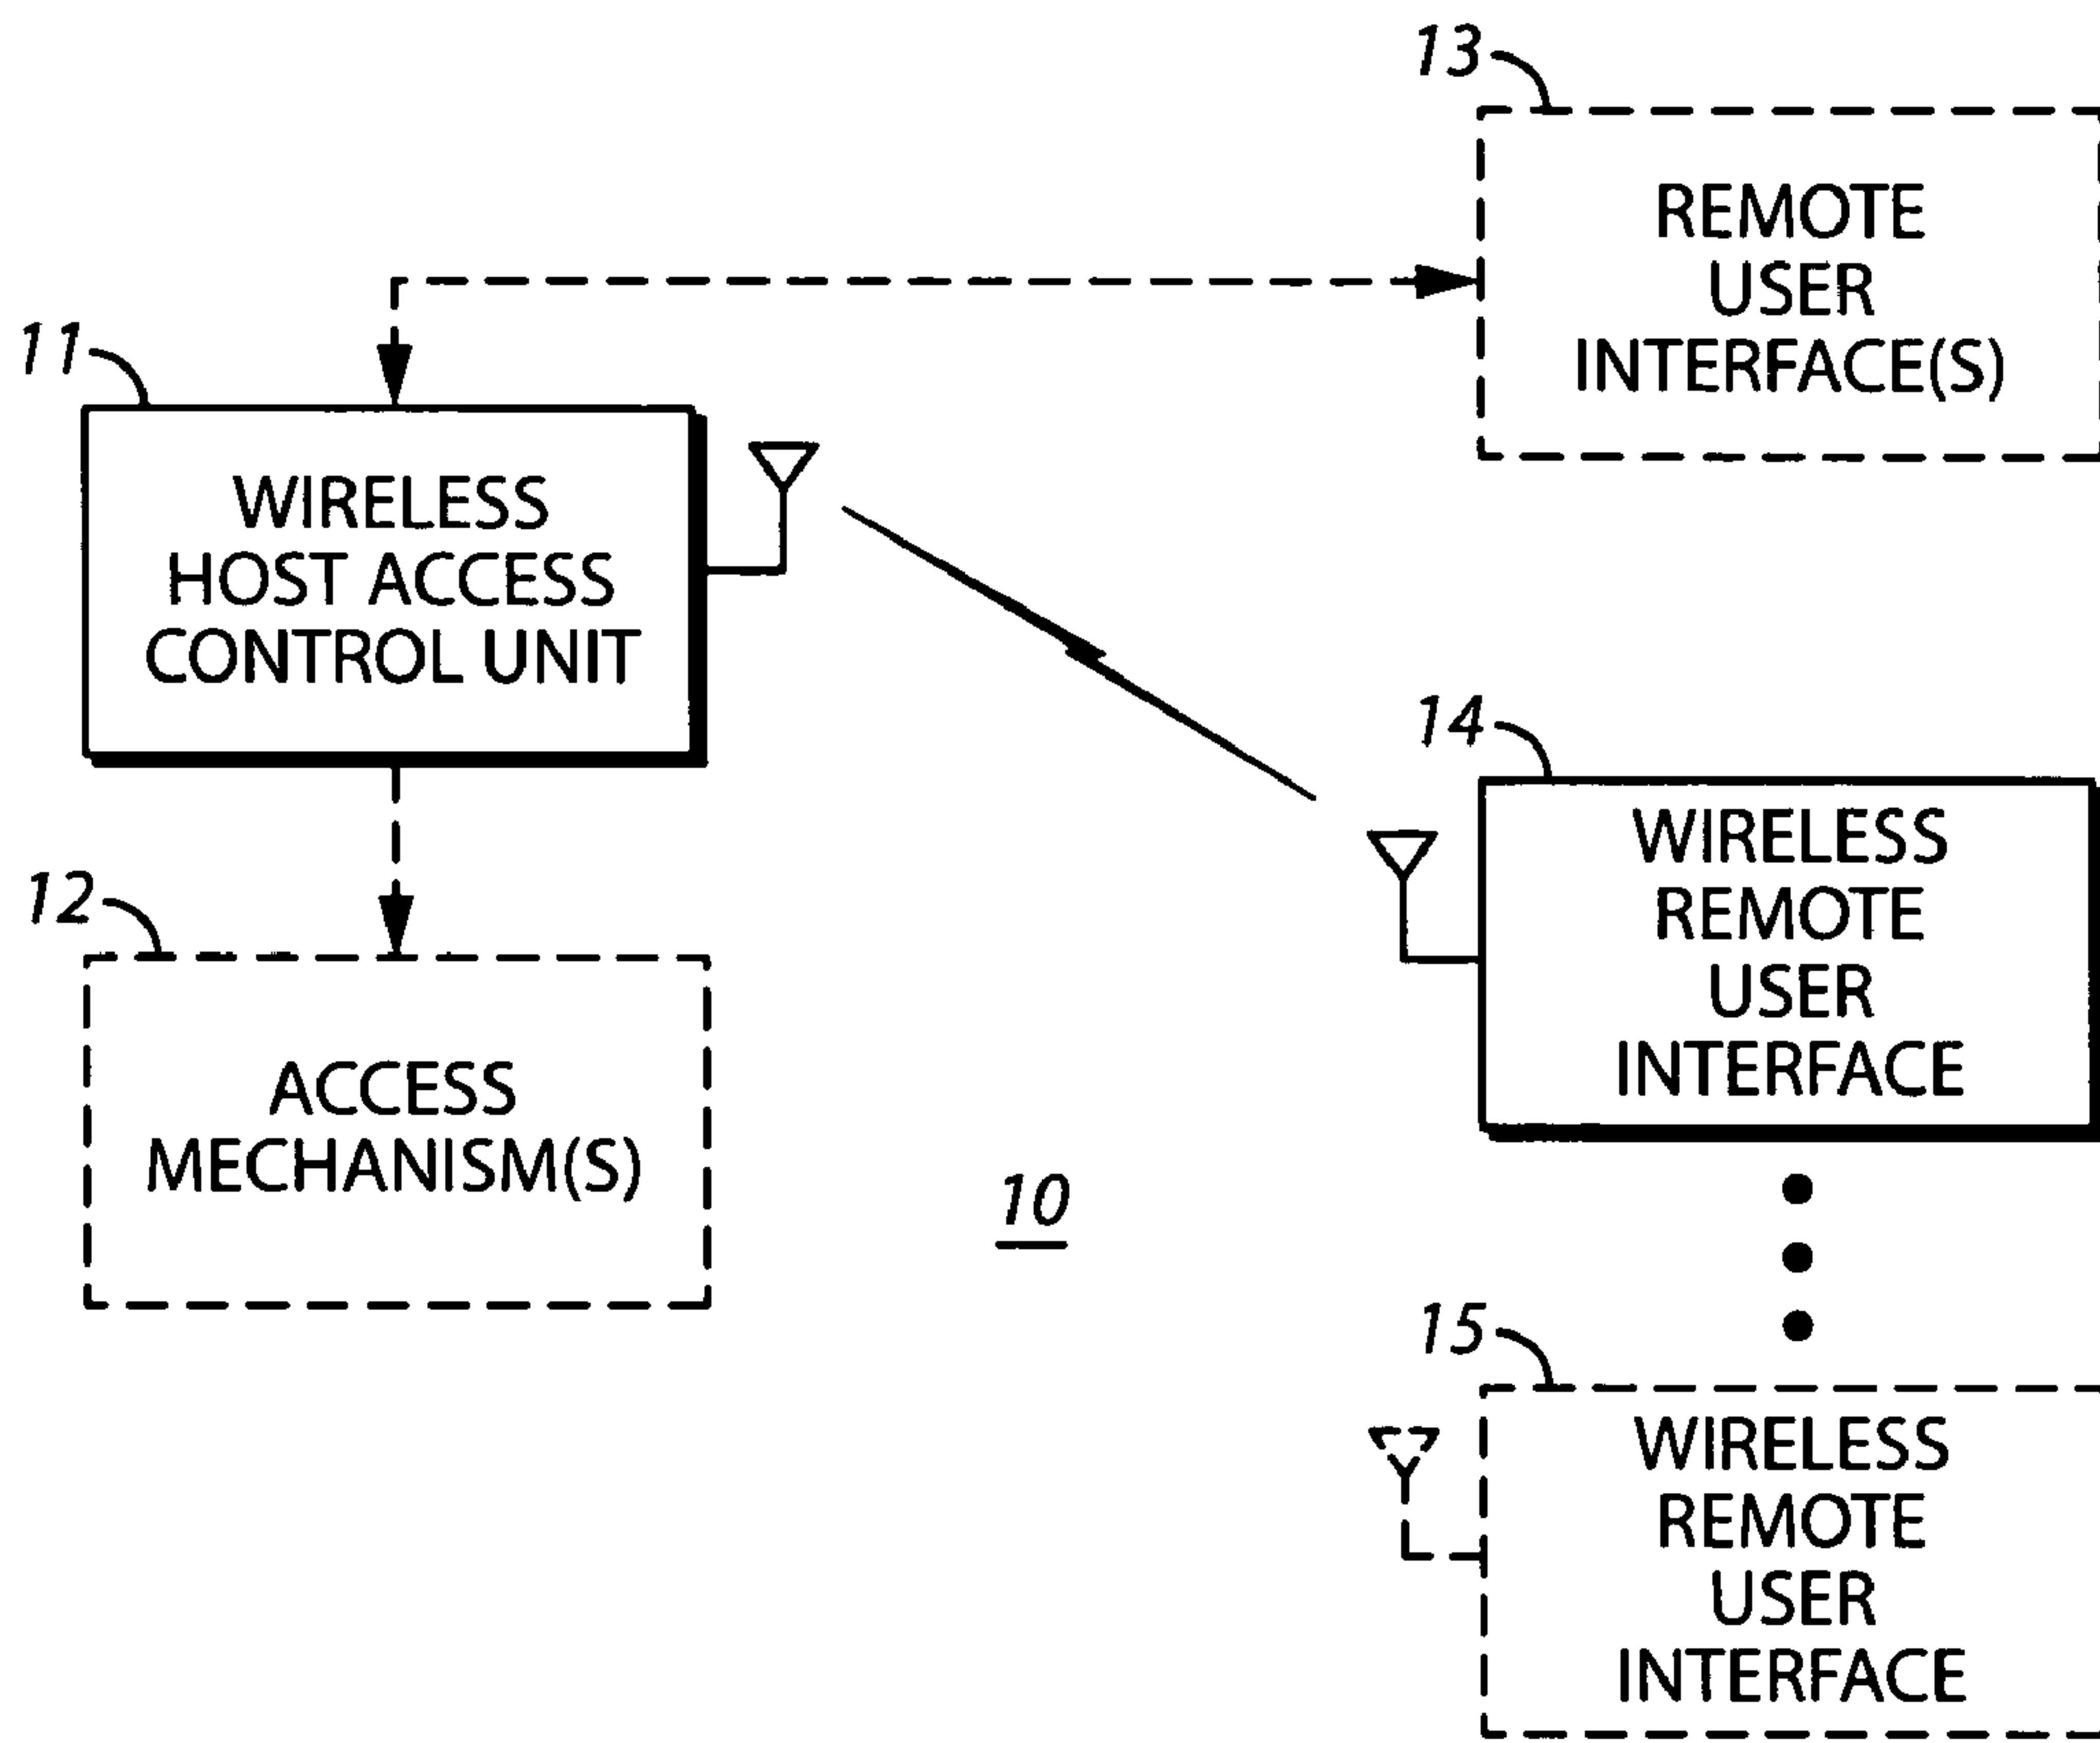 13
REMOTE
USER
INTERFACE(S)
11
WIRELESS
HOST ACCESS
CONTROL UNIT
14
WIRELESS
REMOTE
USER
INTERFACE
12
ACCESS
MECHANISM(S)
10
15
WIRELESS
REMOTE
USER
INTERFACE